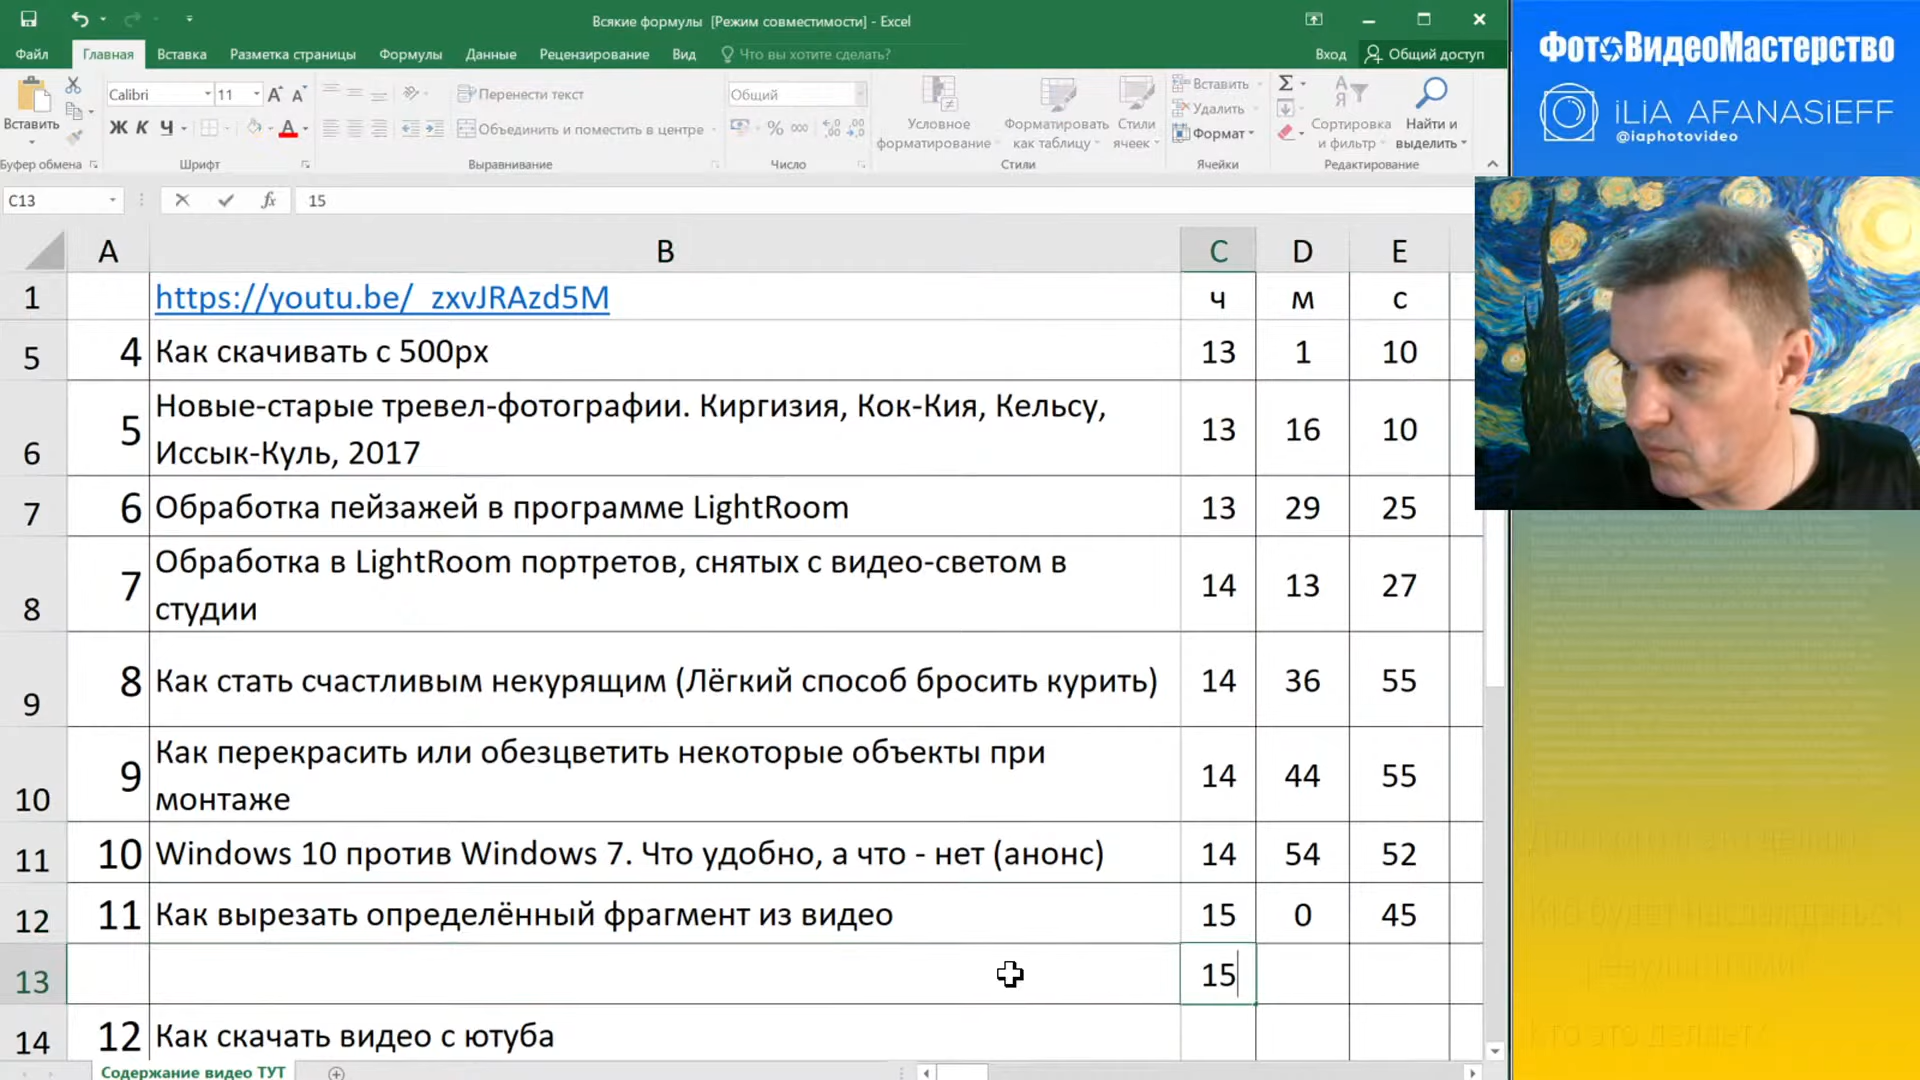 Всякие формулы [Режим совместимости] - Excel
Файл Главная Вставка Разметка страницы Формулы Данные Рецензирование Вид Что вы хотите сделать? Вход Общий доступ
Вставить
Буфер обмена
Calibri 11
Ж К Ч
Шрифт
Перенести текст
Объединить и поместить в центре
Выравнивание
Общий
% 000
Число
Условное форматирование
Форматировать как таблицу
Стили ячеек
Стили
Вставить
Удалить
Формат
Ячейки
Сортировка и фильтр
Найти и выделить
Редактирование
C13 fx 15
A B C D E
1 https://youtu.be/_zxvJRAzd5M ч м с
5 4 Как скачивать с 500px 13 1 10
6 5 Новые-старые тревел-фотографии. Киргизия, Кок-Кия, Кельсу,
Иссык-Куль, 2017 13 16 10
7 6 Обработка пейзажей в программе LightRoom 13 29 25
8 7 Обработка в LightRoom портретов, снятых с видео-светом в
студии 14 13 27
9 8 Как стать счастливым некурящим (Лёгкий способ бросить курить) 14 36 55
10 9 Как перекрасить или обезцветить некоторые объекты при
монтаже 14 44 55
11 10 Windows 10 против Windows 7. Что удобно, а что - нет (анонс) 14 54 52
12 11 Как вырезать определённый фрагмент из видео 15 0 45
13 15
14 12 Как скачать видео с ютуба
Содержание видео ТУТ
ФотоВидеоМастерство
iLiA AFANASiEFF
@iaphotovideo
Кто будет наслаждаться
результатами?
Кто это делает?